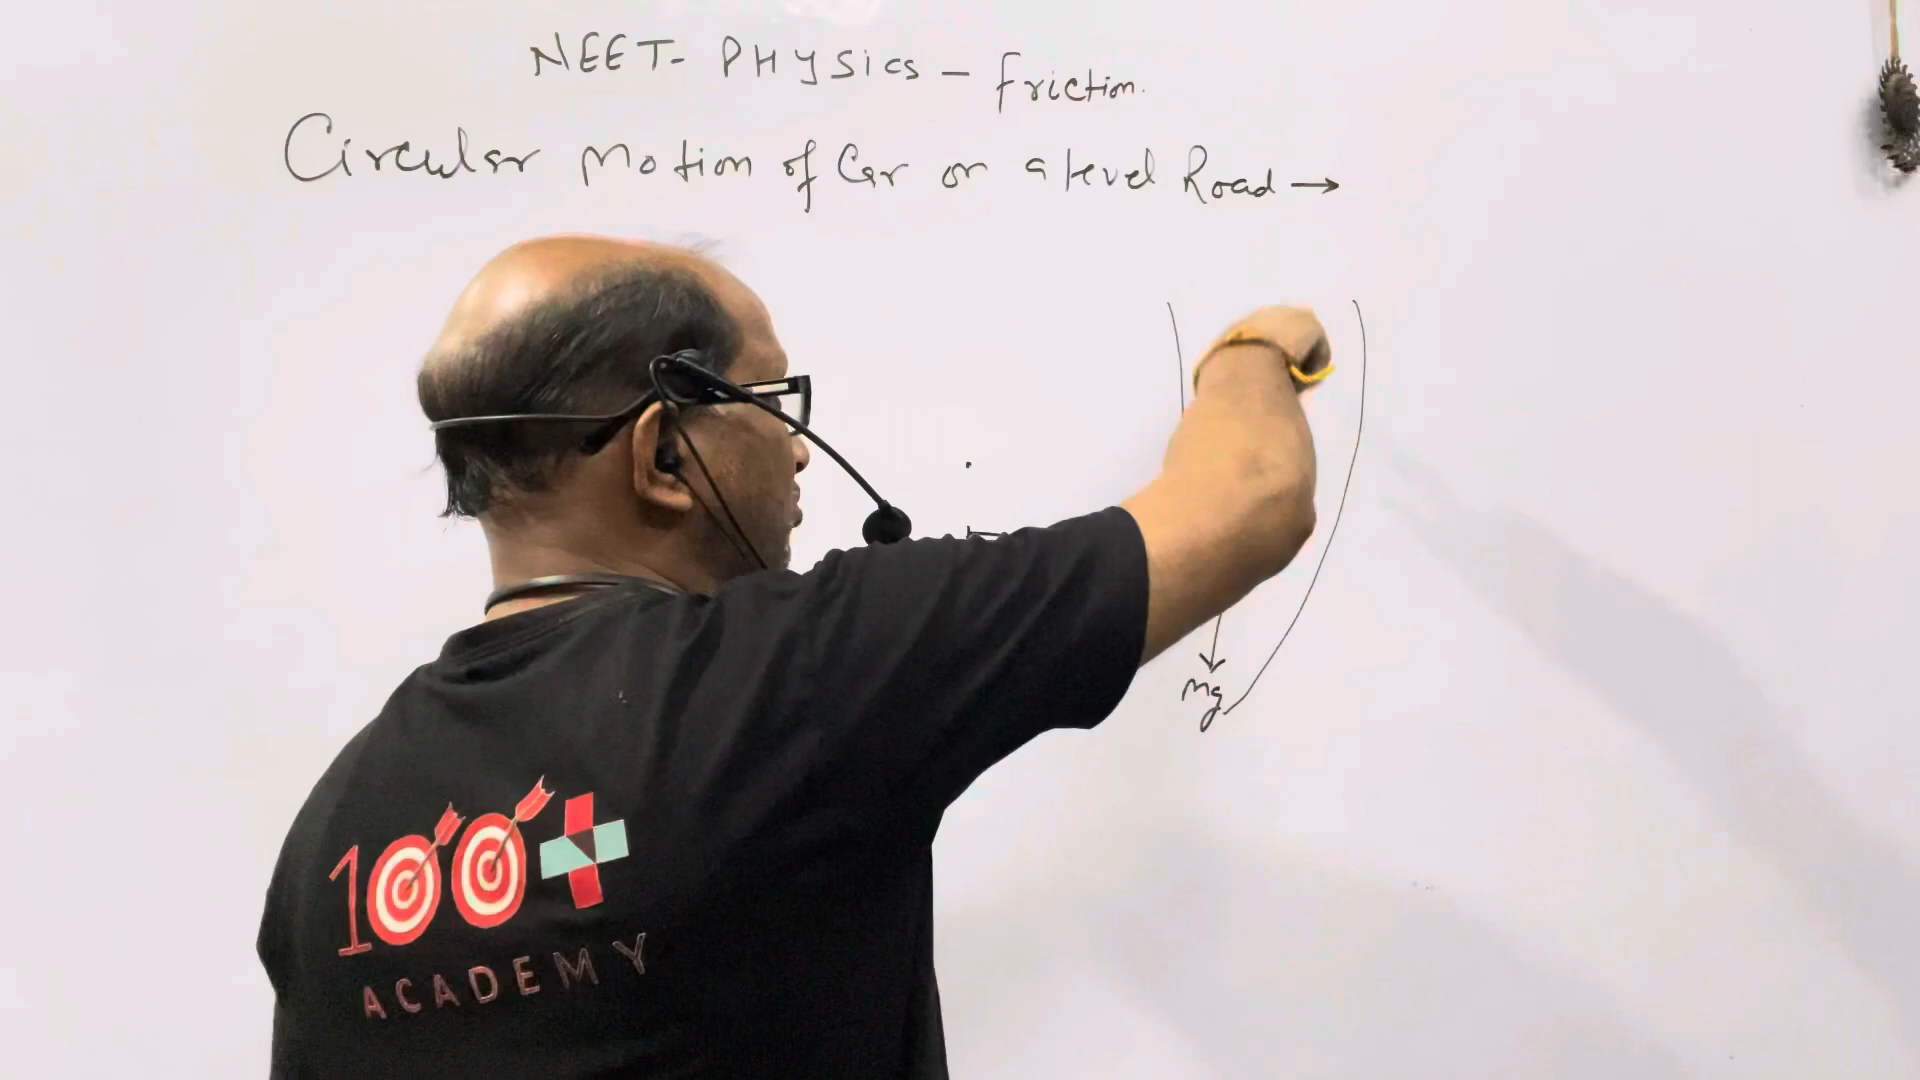 NEET- PHYSICS - friction.
Circular Motion of Car on a level Road →
Mg
100+
ACADEMY